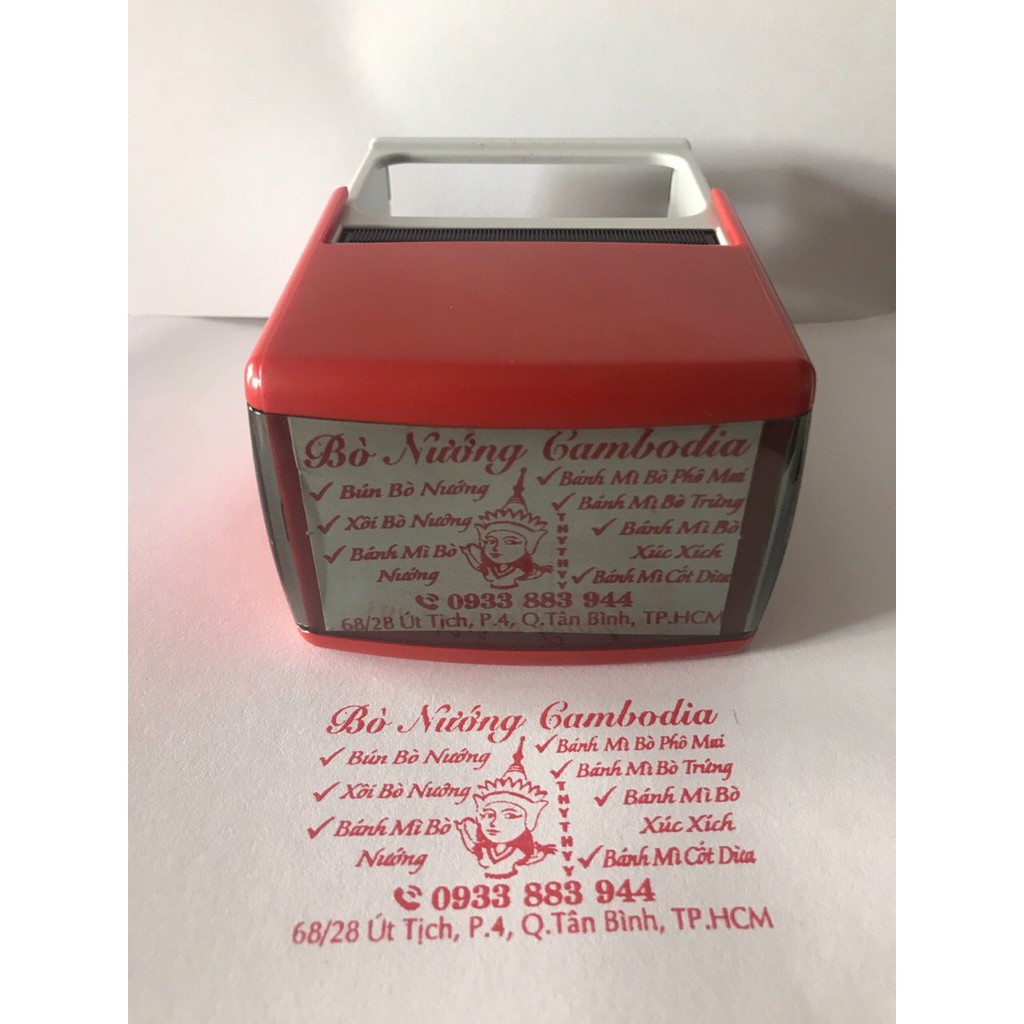 Bò Nướng Cambodia
✓ Bún Bò Nướng
✓ Xôi Bò Nướng
✓ Bánh Mì Bò
Nướng
THY THYY
✓ Bánh Mì Bò Phô Mai
✓ Bánh Mì Bò Trứng
✓ Bánh Mì Bò
Xúc Xích
✓ Bánh Mì Cốt Dừa
0933 883 944
68/28 Út Tịch, P.4, Q.Tân Bình, TP.HCM
Bò Nướng Cambodia
✓ Bún Bò Nướng
✓ Xôi Bò Nướng
✓ Bánh Mì Bò
Nướng
THY THYY
✓ Bánh Mì Bò Phô Mai
✓ Bánh Mì Bò Trứng
✓ Bánh Mì Bò
Xúc Xích
✓ Bánh Mì Cốt Dừa
0933 883 944
68/28 Út Tịch, P.4, Q.Tân Bình, TP.HCM